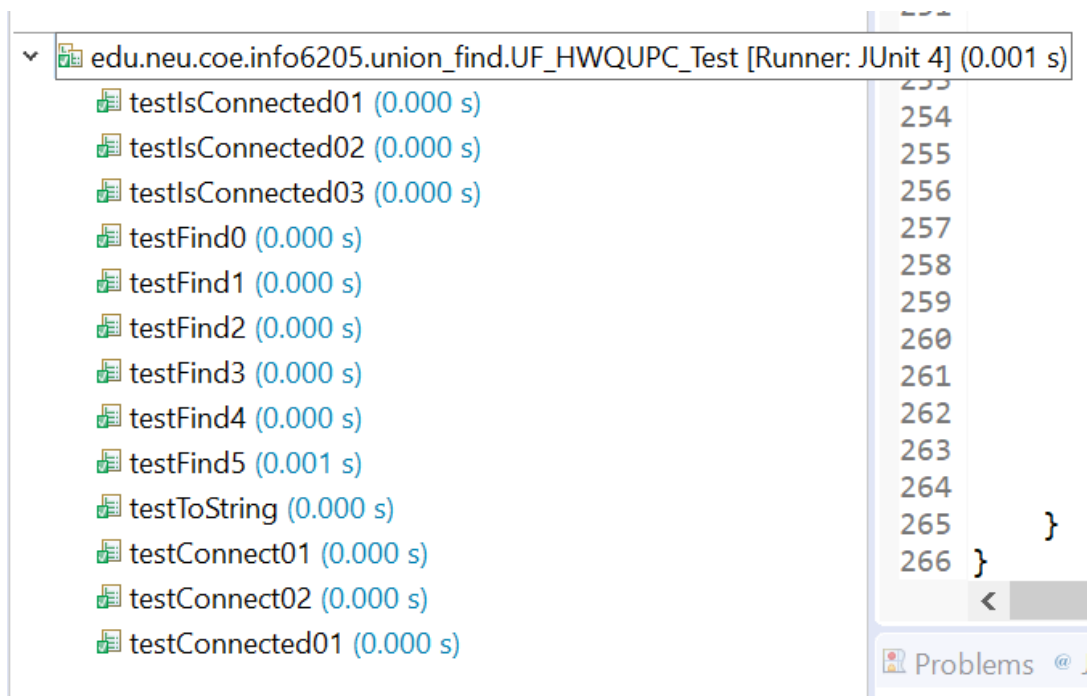 edu.neu.coe.info6205.union_find.UF_HWQUPC_Test [Runner: JUnit 4] (0.001 s)
testIsConnected01 (0.000 s)
testIsConnected02 (0.000 s)
testIsConnected03 (0.000 s)
testFind0 (0.000 s)
testFind1 (0.000 s)
testFind2 (0.000 s)
testFind3 (0.000 s)
testFind4 (0.000 s)
testFind5 (0.001 s)
testToString (0.000 s)
testConnect01 (0.000 s)
testConnect02 (0.000 s)
testConnected01 (0.000 s)
254
255
256
257
258
259
260
261
262
263
264
265 }
266 }
<
Problems @